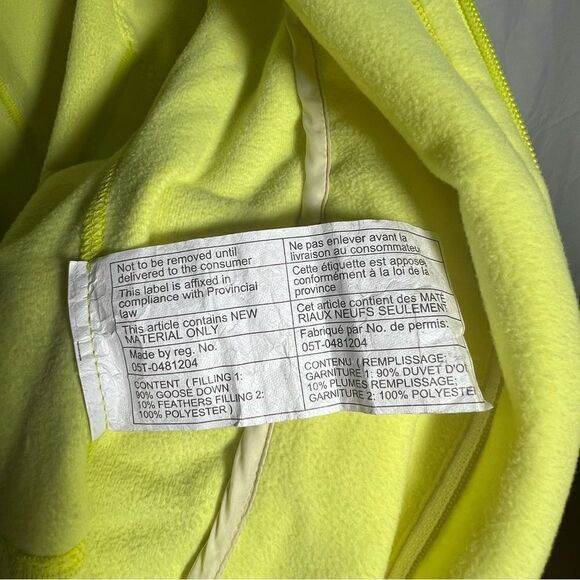 Not to be removed until
delivered to the consumer
This label is affixed in
compliance with Provincial
law
This article contains NEW
MATERIAL ONLY
Made by reg. No.
05T-0481204
CONTENT ( FILLING 1:
90% GOOSE DOWN
10% FEATHERS FILLING 2:
100% POLYESTER )
Ne pas enlever avant la
livraison au consommateu
Cette étiquette est appose
conformément à la loi de la
province
Cet article contient des MATÉ
RIAUX NEUFS SEULEMENT
Fabriqué par No. de permis:
05T-0481204
CONTENU ( REMPLISSAGE:
GARNITURE 1: 90% DUVET D'O
10% PLUMES REMPLISSAGE:
GARNITURE 2: 100% POLYESTE